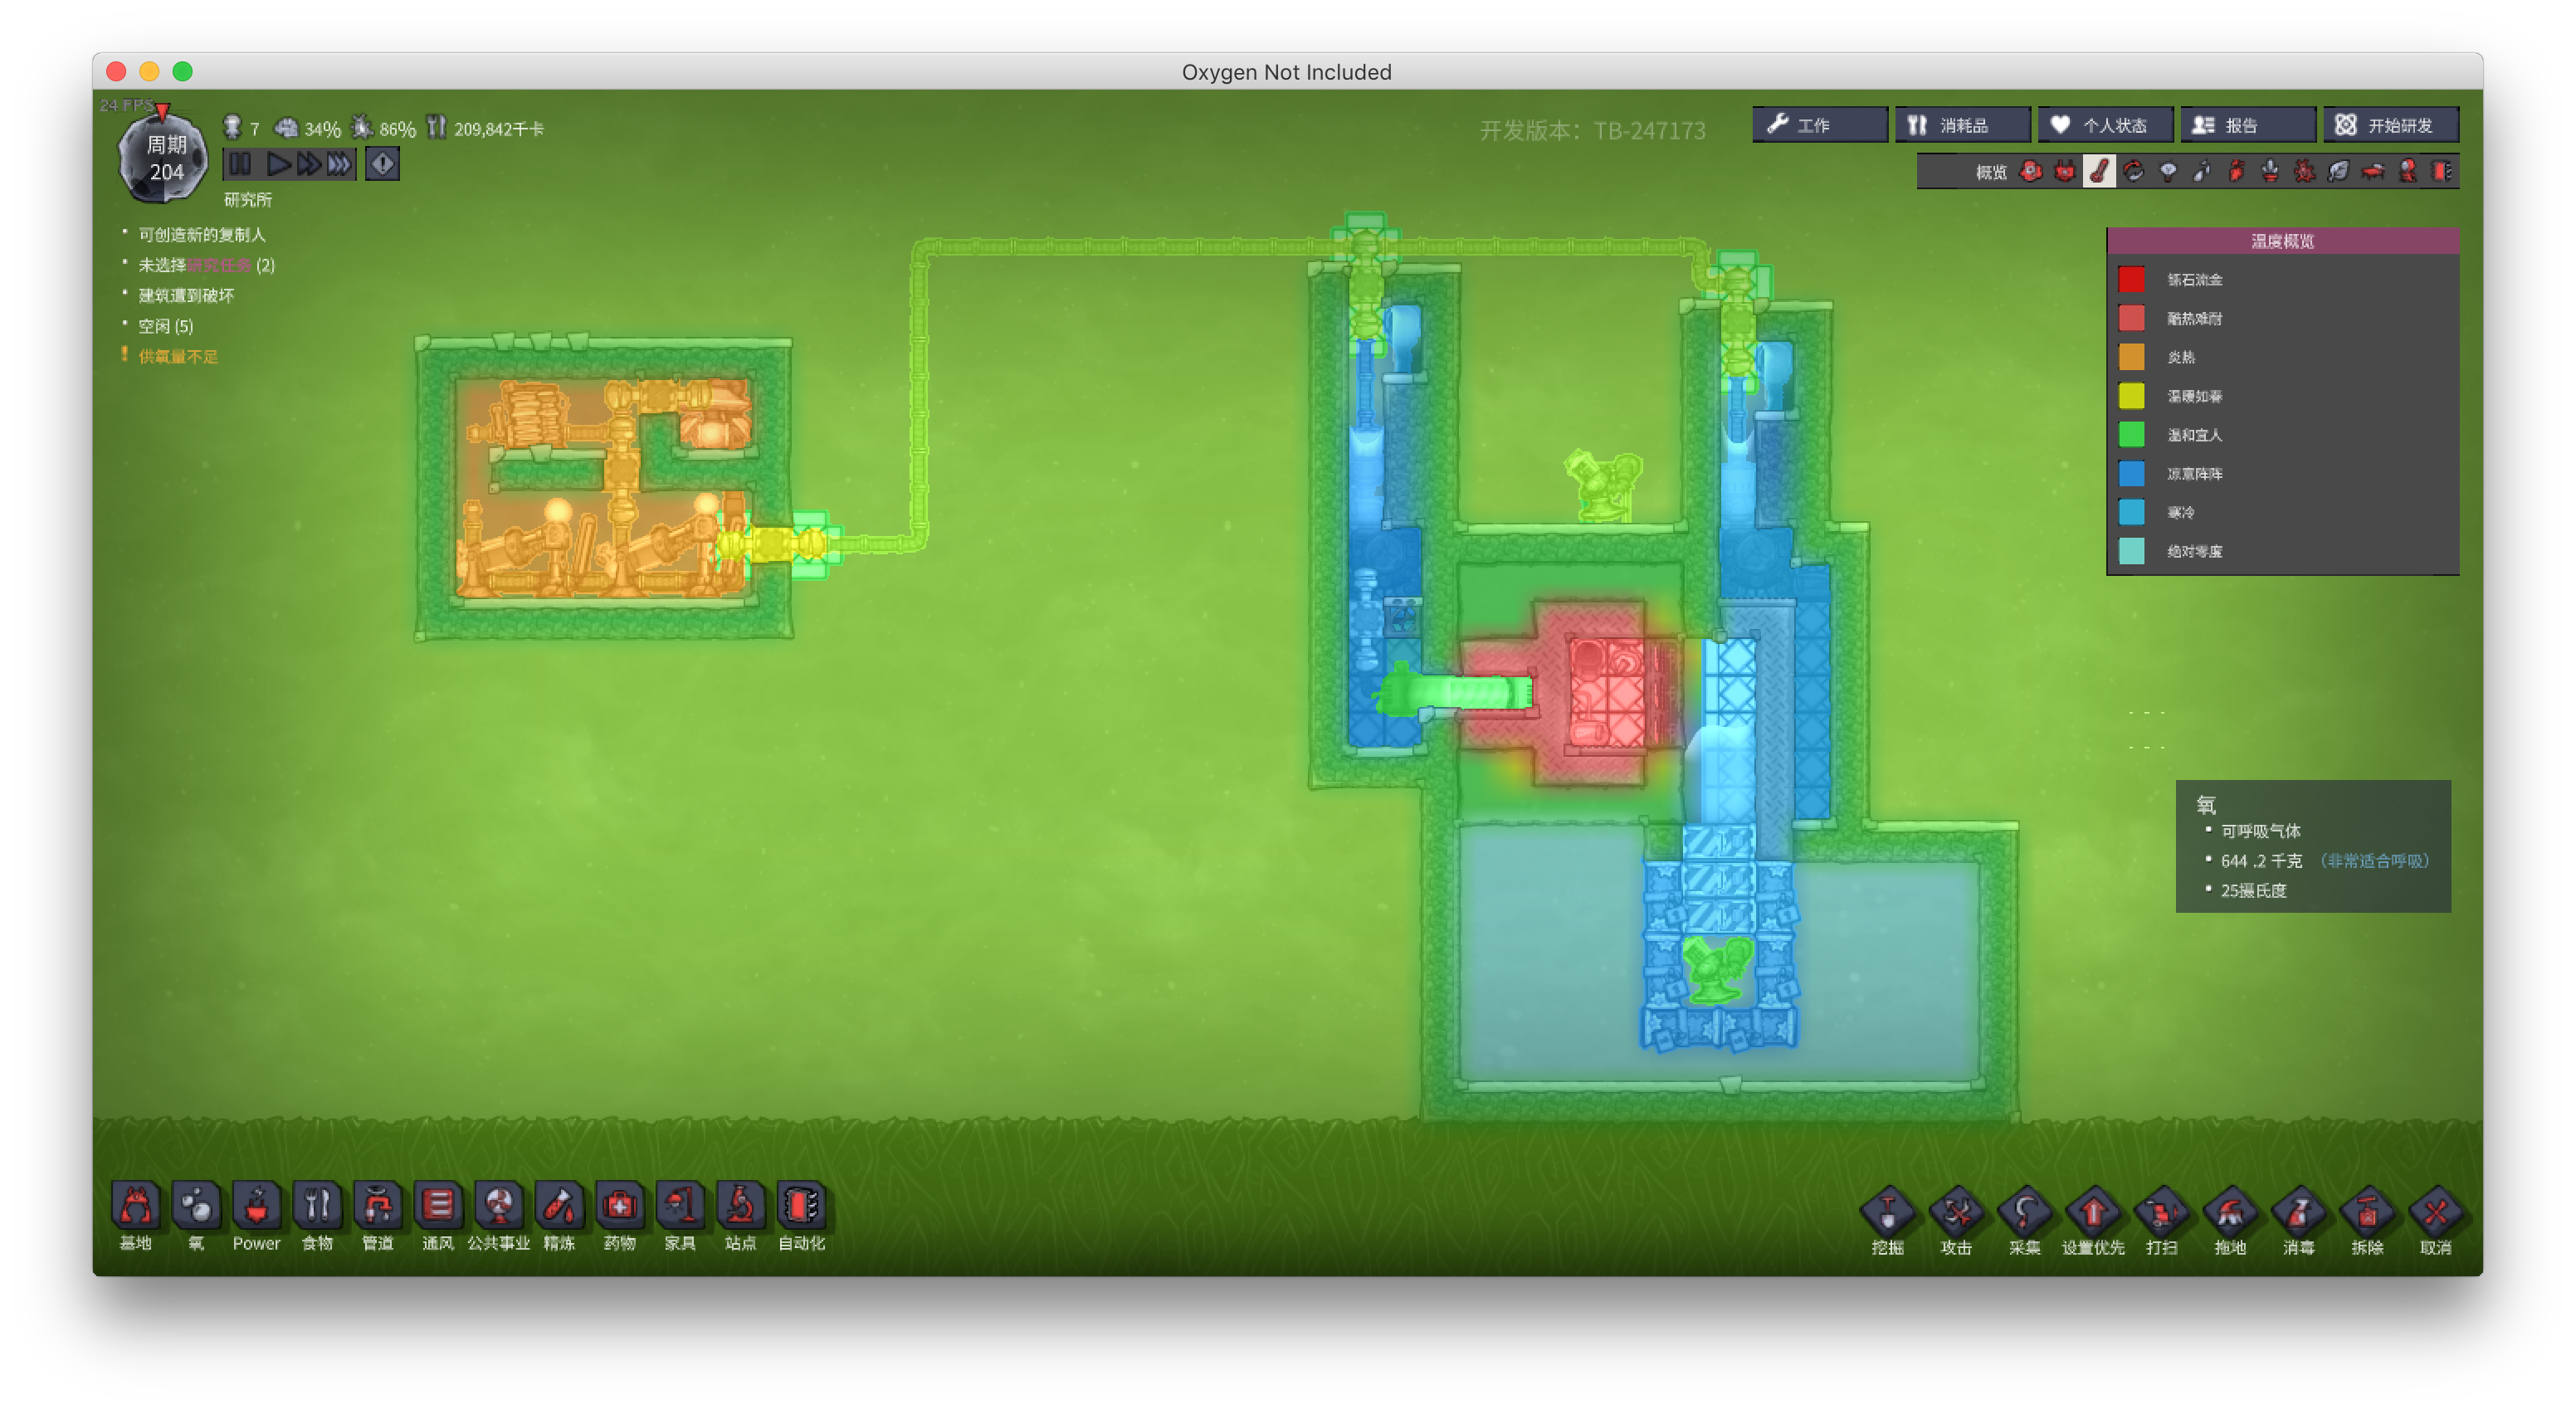 Oxygen Not Included
24 FPS
周期
204
7 34% 86% 209,842千卡
研究所
可创造新的复制人
未选择研究任务 (2)
建筑遭到破坏
空闲 (5)
供氧量不足
开发版本：TB-247173
工作 消耗品 个人状态 报告 开始研发
概览
温度概览
铄石流金
酷热难耐
炎热
温暖如春
温和宜人
凉意阵阵
寒冷
绝对零度
氧
可呼吸气体
644 .2 千克 （非常适合呼吸）
25摄氏度
基地 氧 Power 食物 管道 通风 公共事业 精炼 药物 家具 站点 自动化
挖掘 攻击 采集 设置优先 打扫 拖地 消毒 拆除 取消